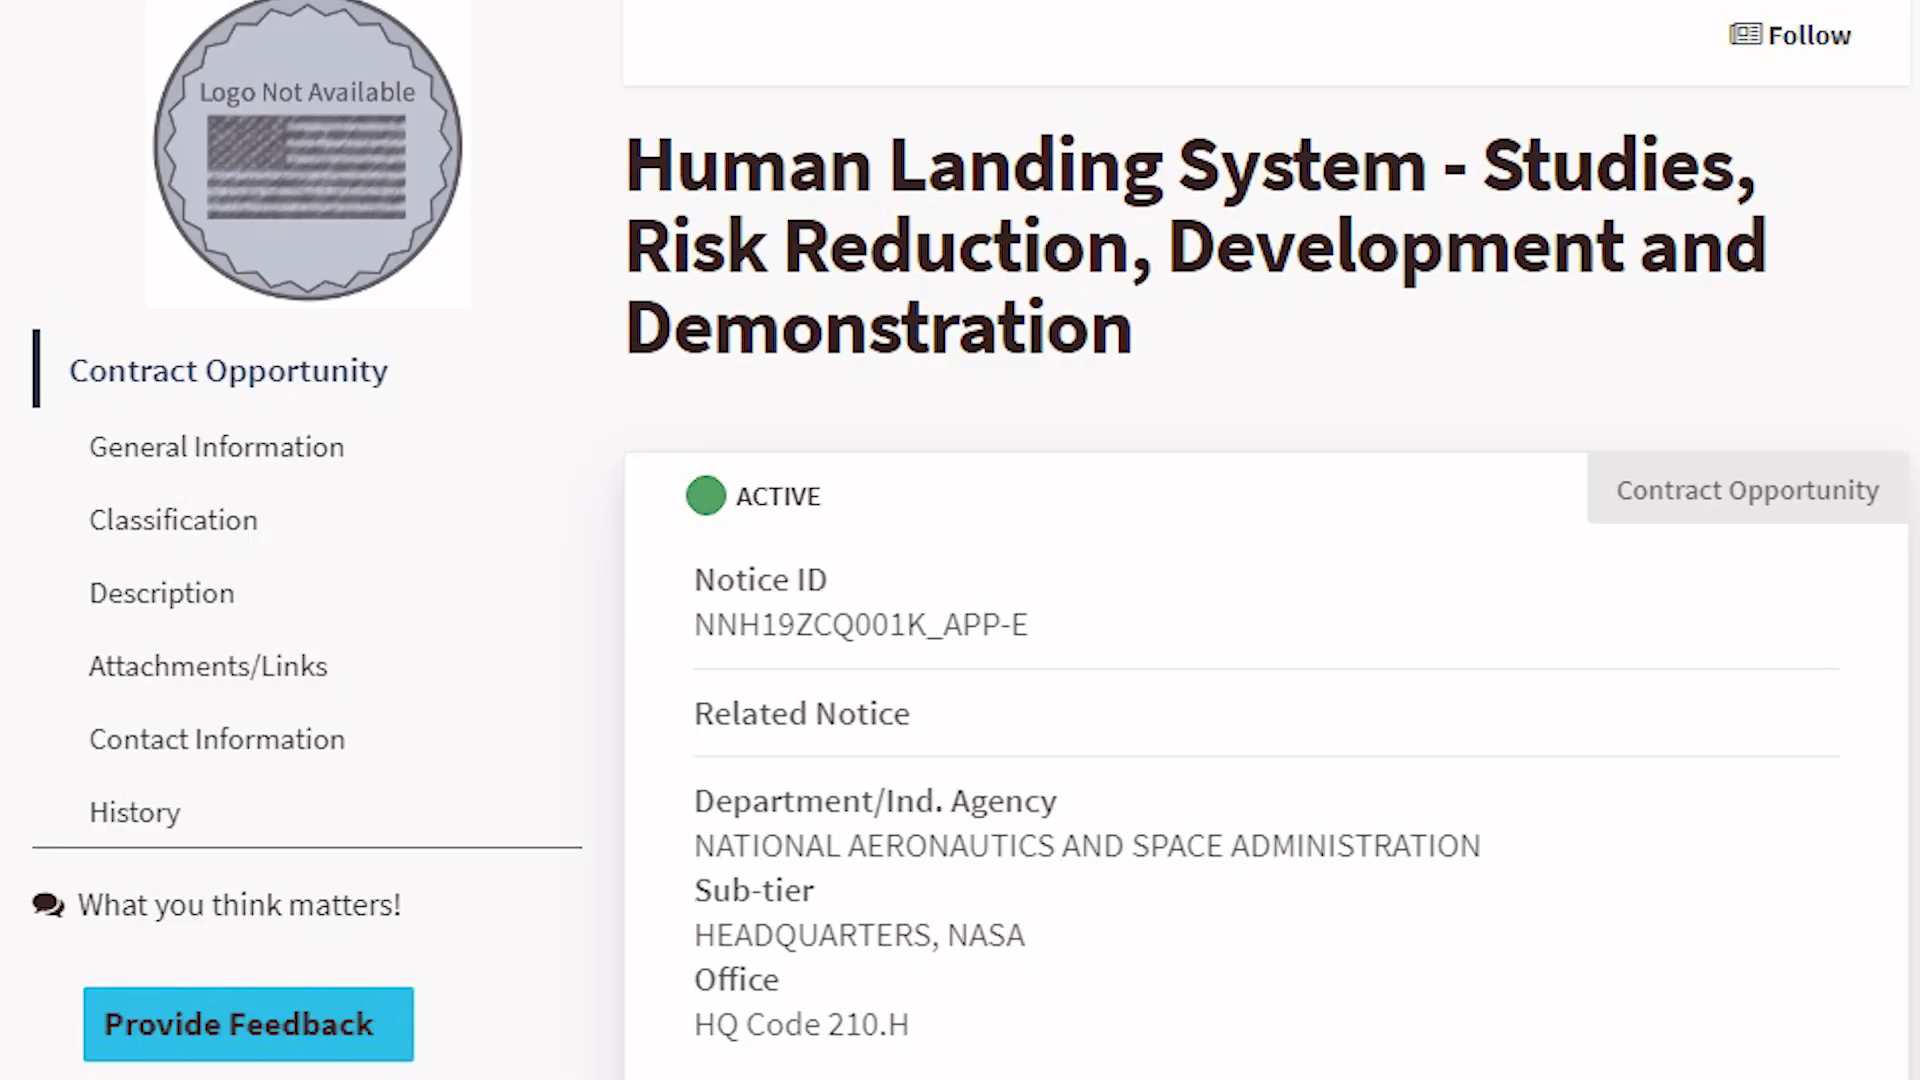 Logo Not Available
Contract Opportunity
General Information
Classification
Description
Attachments/Links
Contact Information
History
What you think matters!
Provide Feedback
Follow
Human Landing System - Studies,
Risk Reduction, Development and
Demonstration
ACTIVE
Contract Opportunity
Notice ID
NNH19ZCQ001K_APP-E
Related Notice
Department/Ind. Agency
NATIONAL AERONAUTICS AND SPACE ADMINISTRATION
Sub-tier
HEADQUARTERS, NASA
Office
HQ Code 210.H